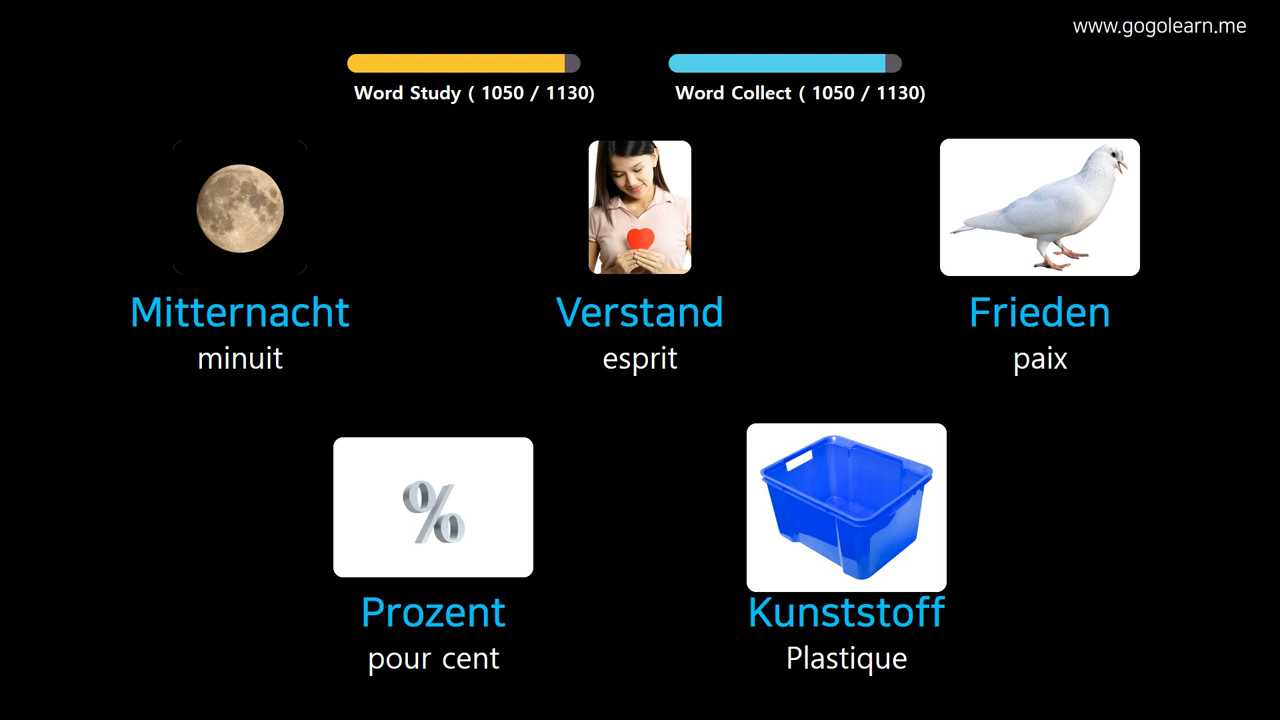 www.gogolearn.me
Word Study ( 1050 / 1130)
Word Collect ( 1050 / 1130)
Mitternacht
minuit
Verstand
esprit
Frieden
paix
%
Prozent
pour cent
Kunststoff
Plastique